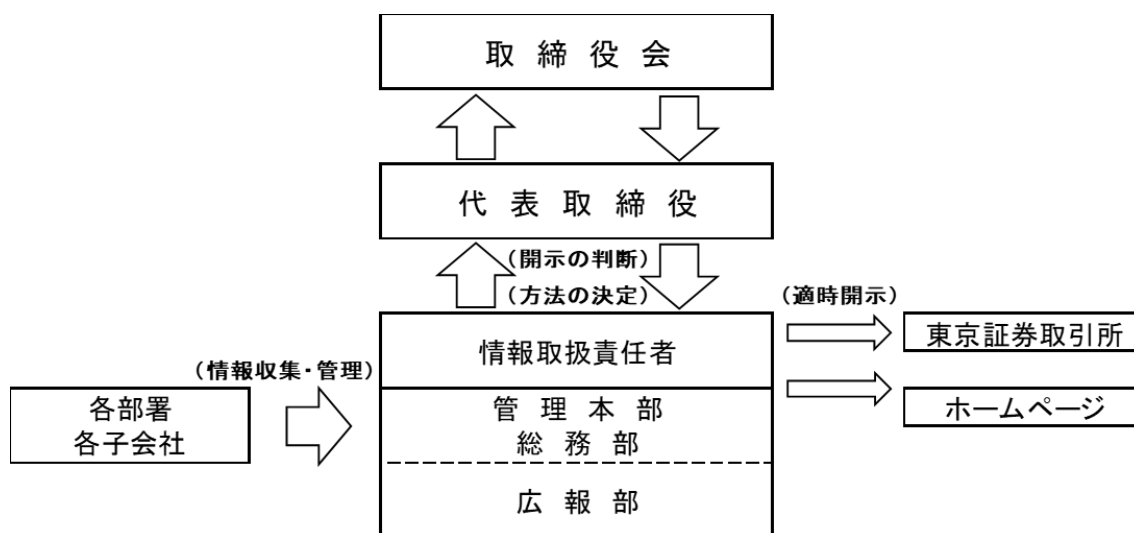 取締役会
代表取締役
（開示の判断）
（方法の決定）
（適時開示）
情報取扱責任者
東京証券取引所
（情報収集・管理）
各部署
各子会社
管理本部
総務部
ホームページ
広報部